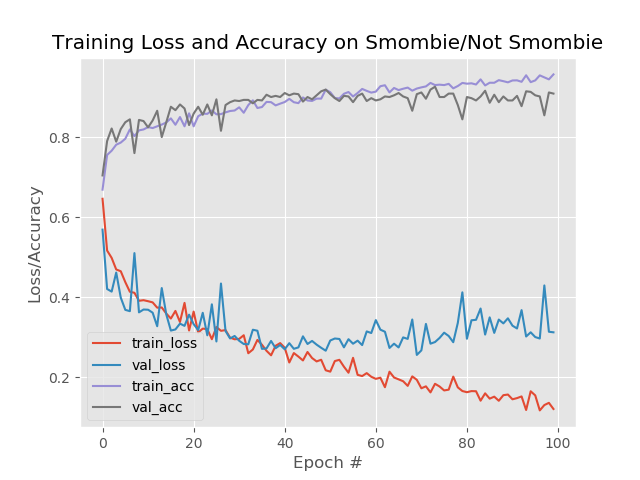 Training Loss and Accuracy on Smombie/Not Smombie
Loss/Accuracy
0.8
0.6
0.4
0.2
train_loss
val_loss
train_acc
val_acc
0 20 40 60 80 100
Epoch #